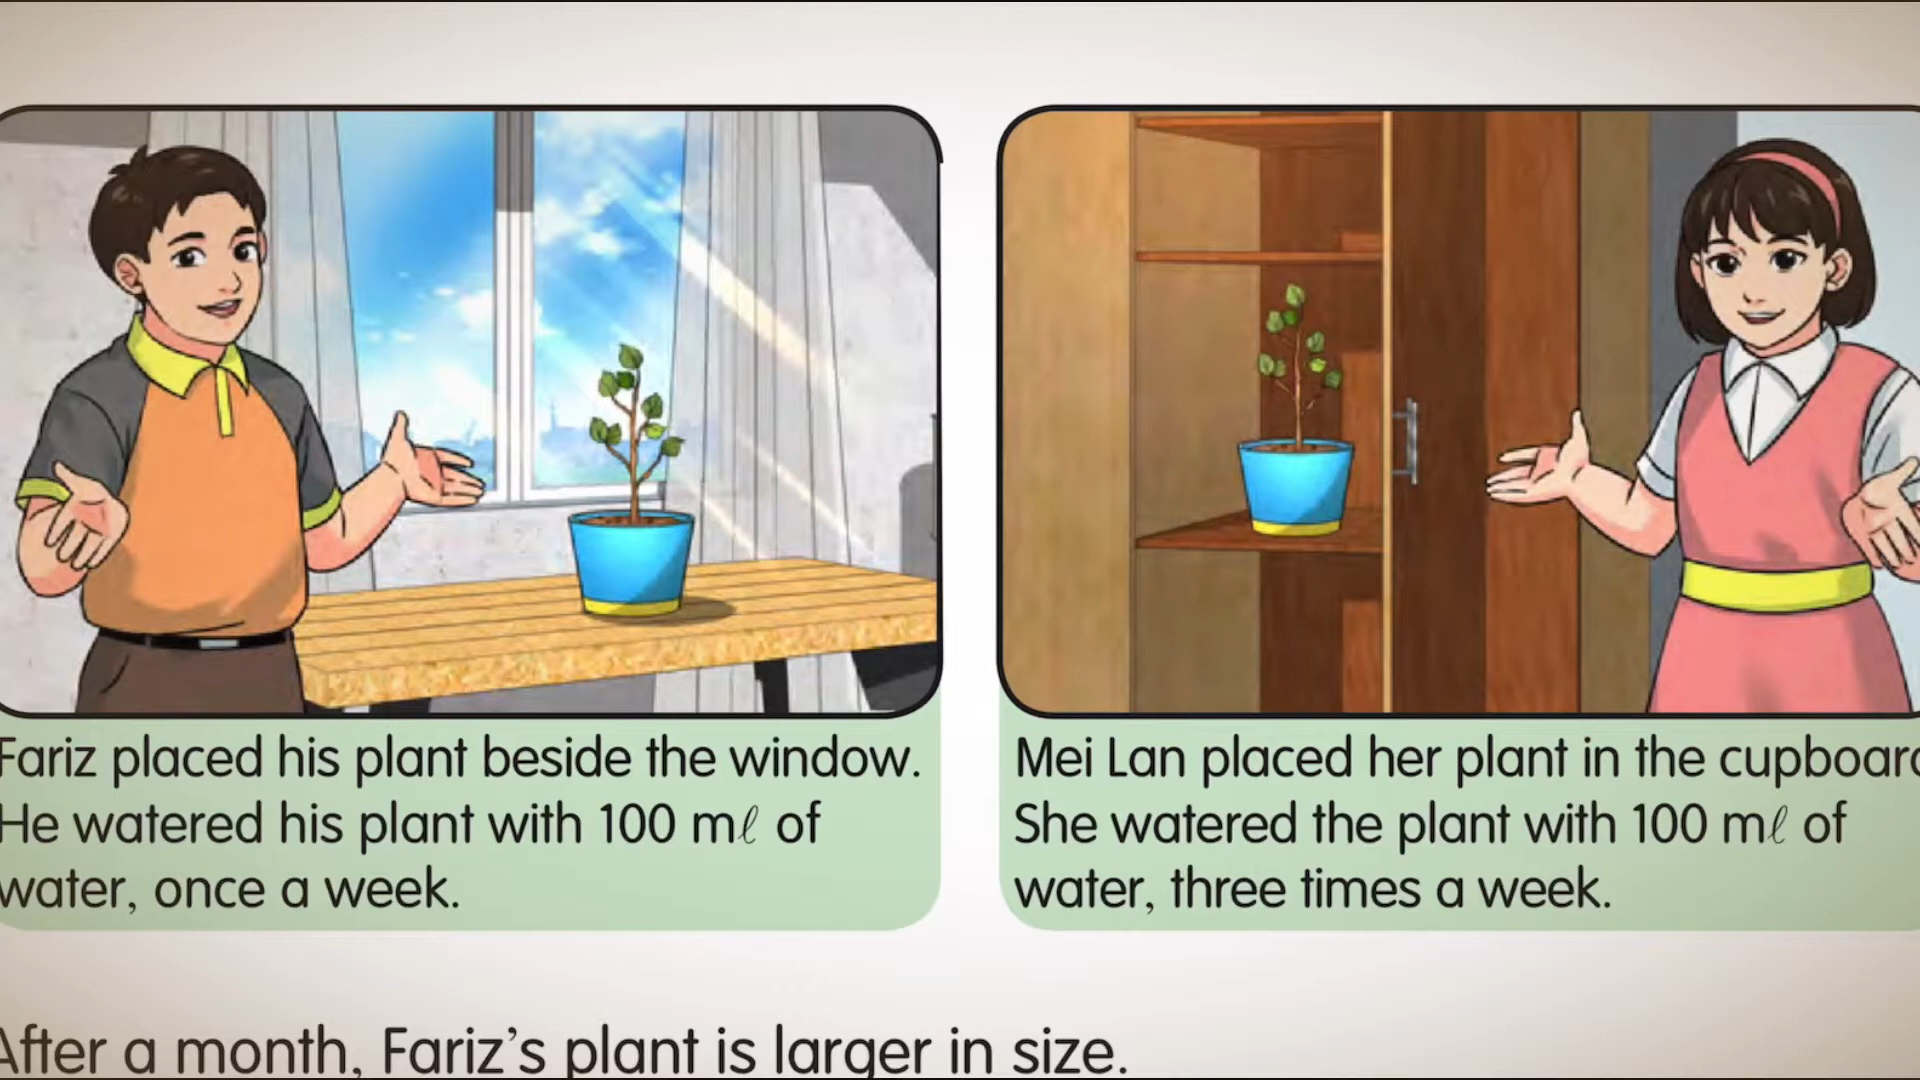 Fariz placed his plant beside the window.
He watered his plant with 100 mℓ of
water, once a week.
Mei Lan placed her plant in the cupboard
She watered the plant with 100 mℓ of
water, three times a week.
After a month, Fariz's plant is larger in size.